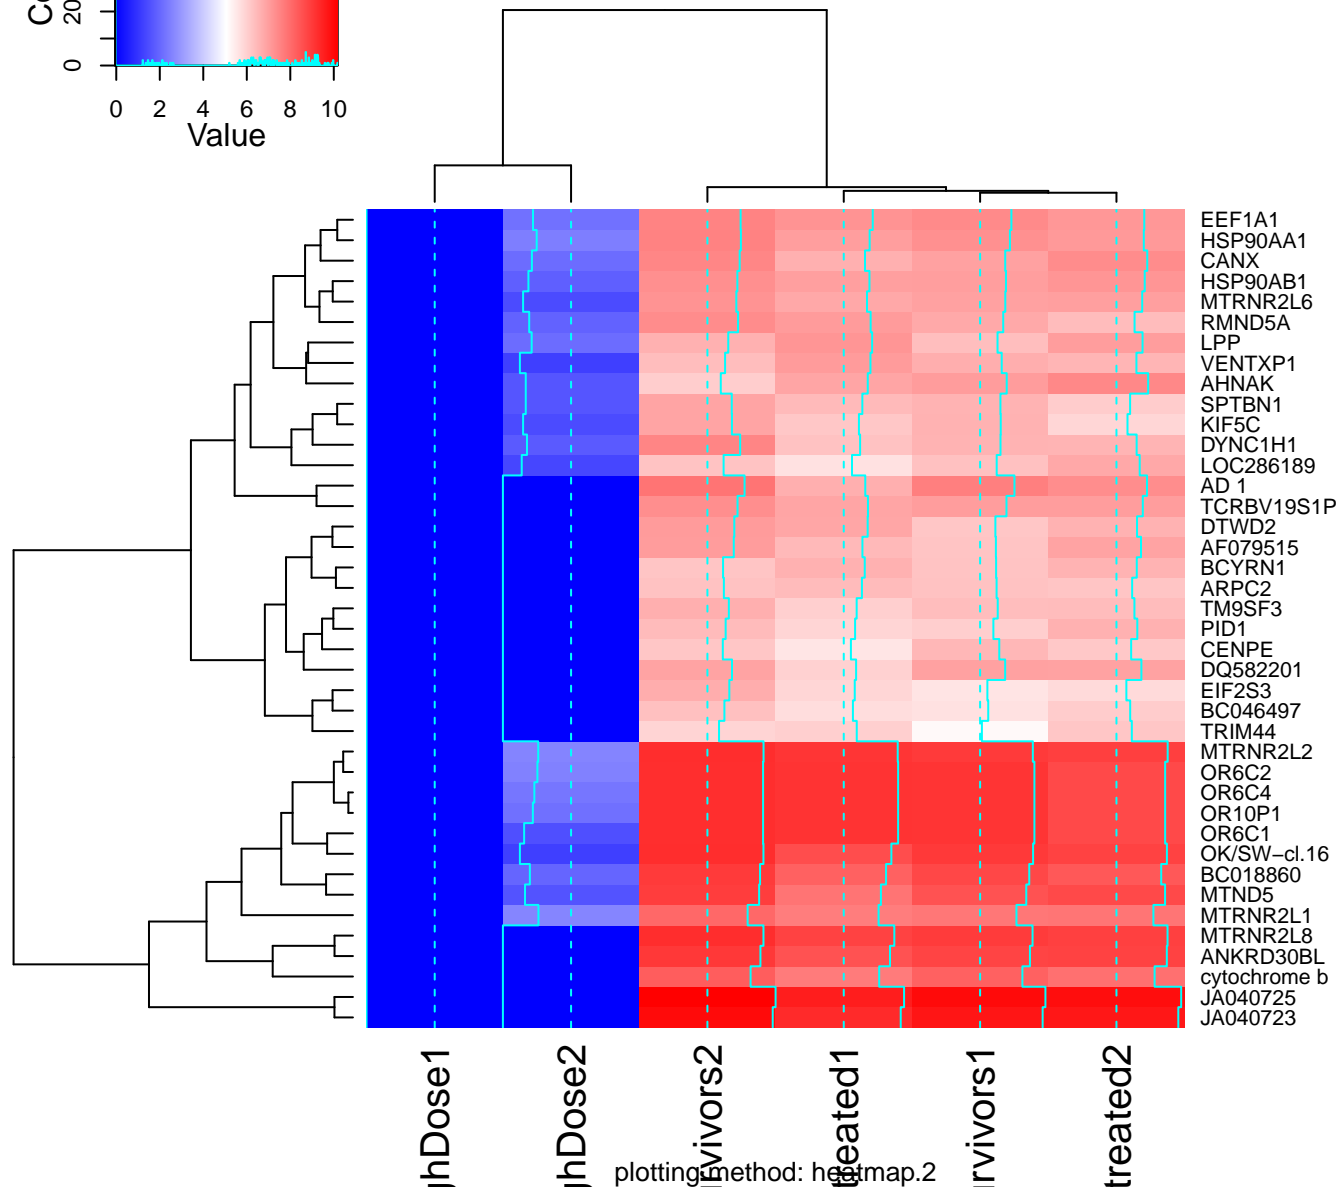 Co
20
0
0 2 4 6 8 10
Value
EEF1A1
HSP90AA1
CANX
HSP90AB1
MTRNR2L6
RMND5A
LPP
VENTXP1
AHNAK
SPTBN1
KIF5C
DYNC1H1
LOC286189
AD 1
TCRBV19S1P
DTWD2
AF079515
BCYRN1
ARPC2
TM9SF3
PID1
CENPE
DQ582201
EIF2S3
BC046497
TRIM44
MTRNR2L2
OR6C2
OR6C4
OR10P1
OR6C1
OK/SW−cl.16
BC018860
MTND5
MTRNR2L1
MTRNR2L8
ANKRD30BL
cytochrome b
JA040725
JA040723
ghDose1
ghDose2
rvivors2
treated1
rvivors1
treated2
plotting method: heatmap.2